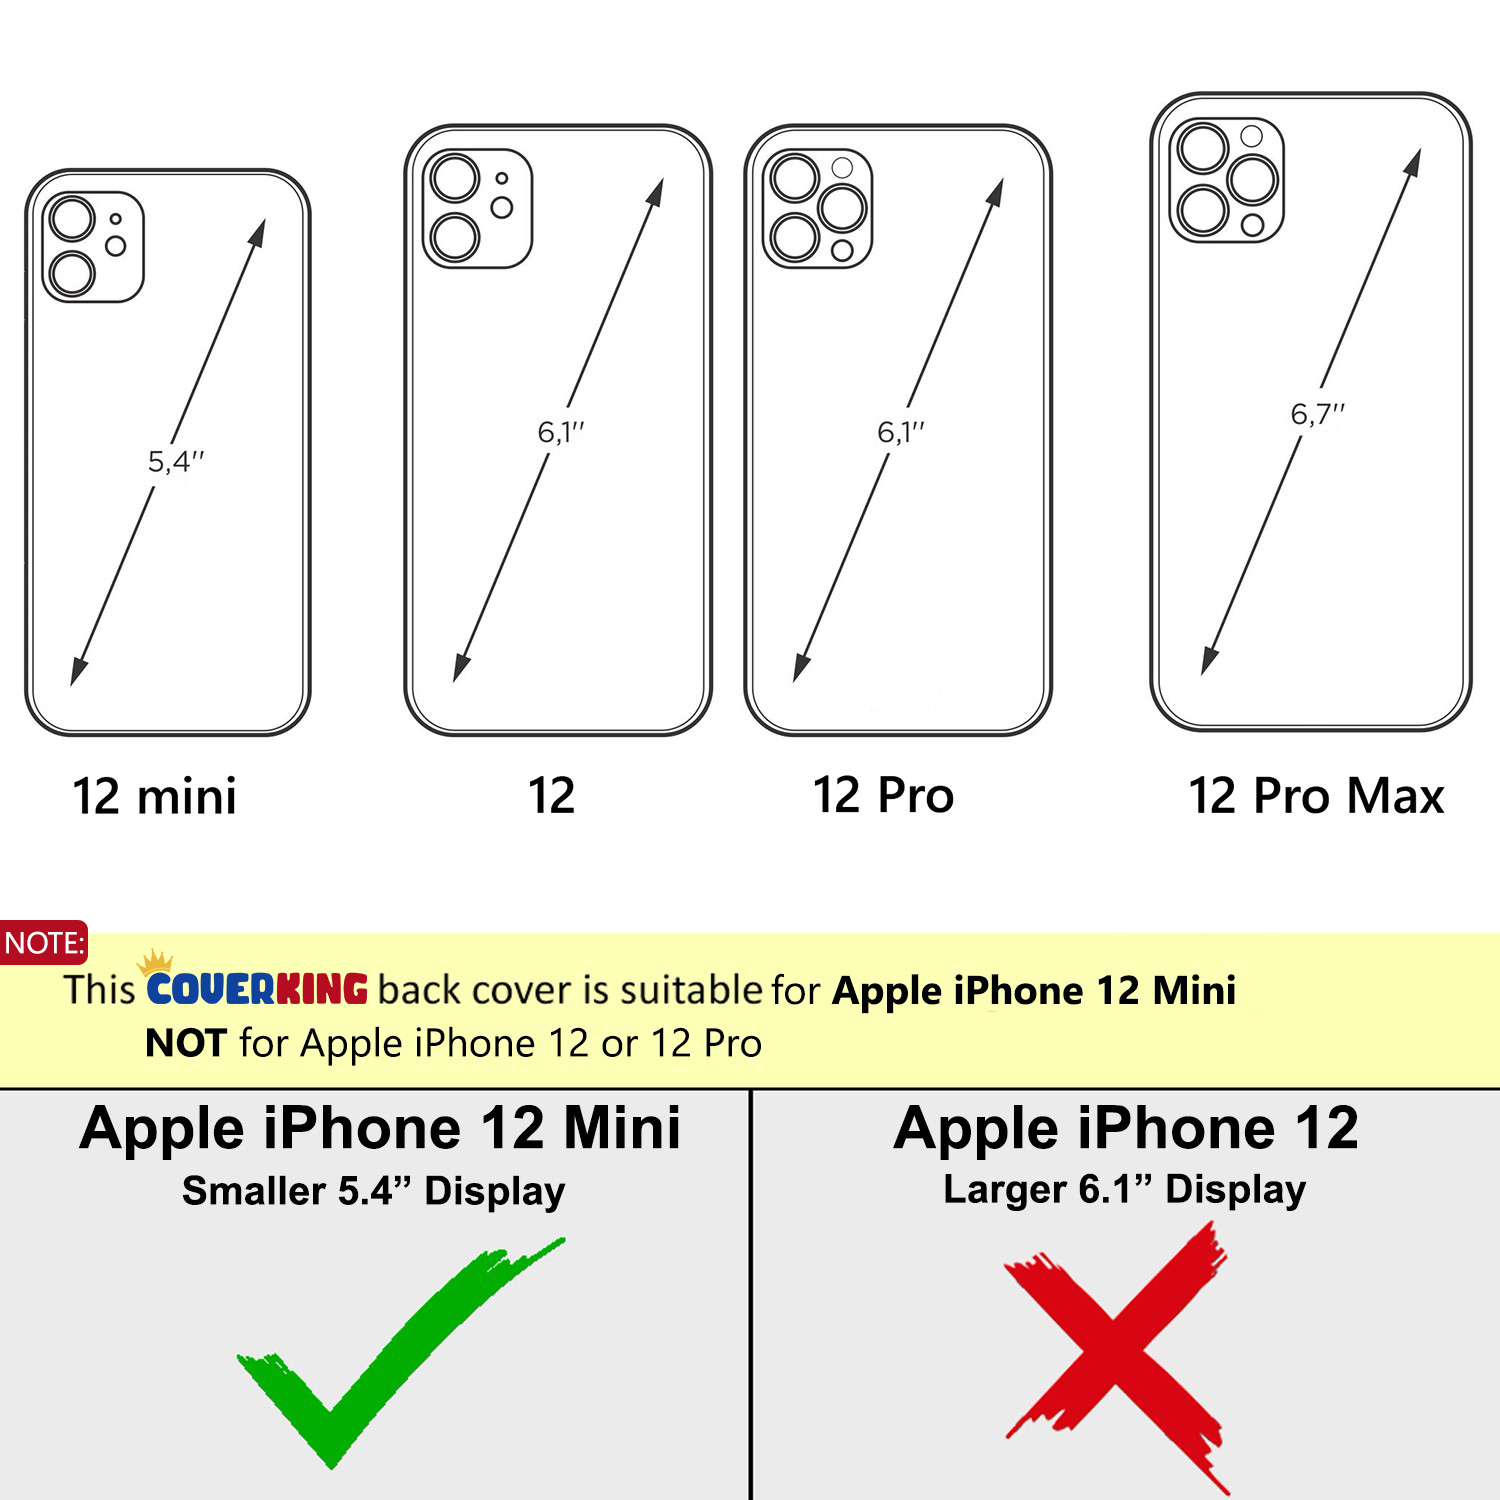 5,4''
6,1''
6,1''
6,7''
12 mini
12
12 Pro
12 Pro Max
NOTE:
This COVERKING back cover is suitable for Apple iPhone 12 Mini
NOT for Apple iPhone 12 or 12 Pro
Apple iPhone 12 Mini
Smaller 5.4” Display
Apple iPhone 12
Larger 6.1” Display